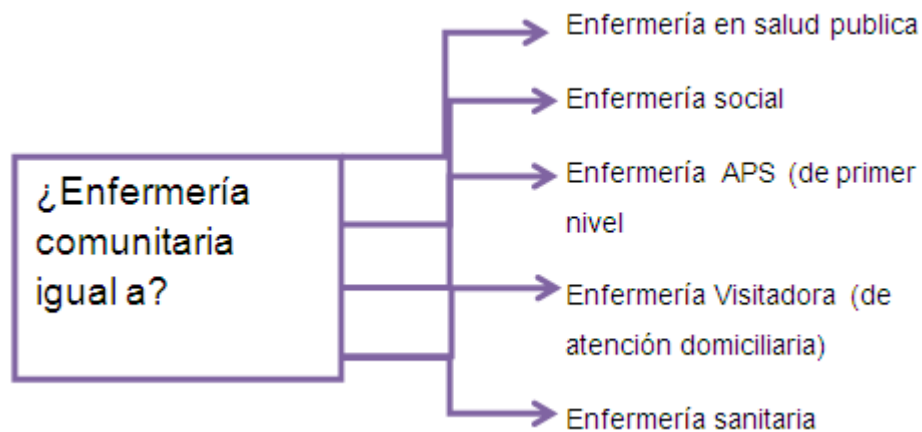 ¿Enfermería
comunitaria
igual a?
Enfermería en salud publica
Enfermería social
Enfermería APS (de primer
nivel
Enfermería Visitadora (de
atención domiciliaria)
Enfermería sanitaria